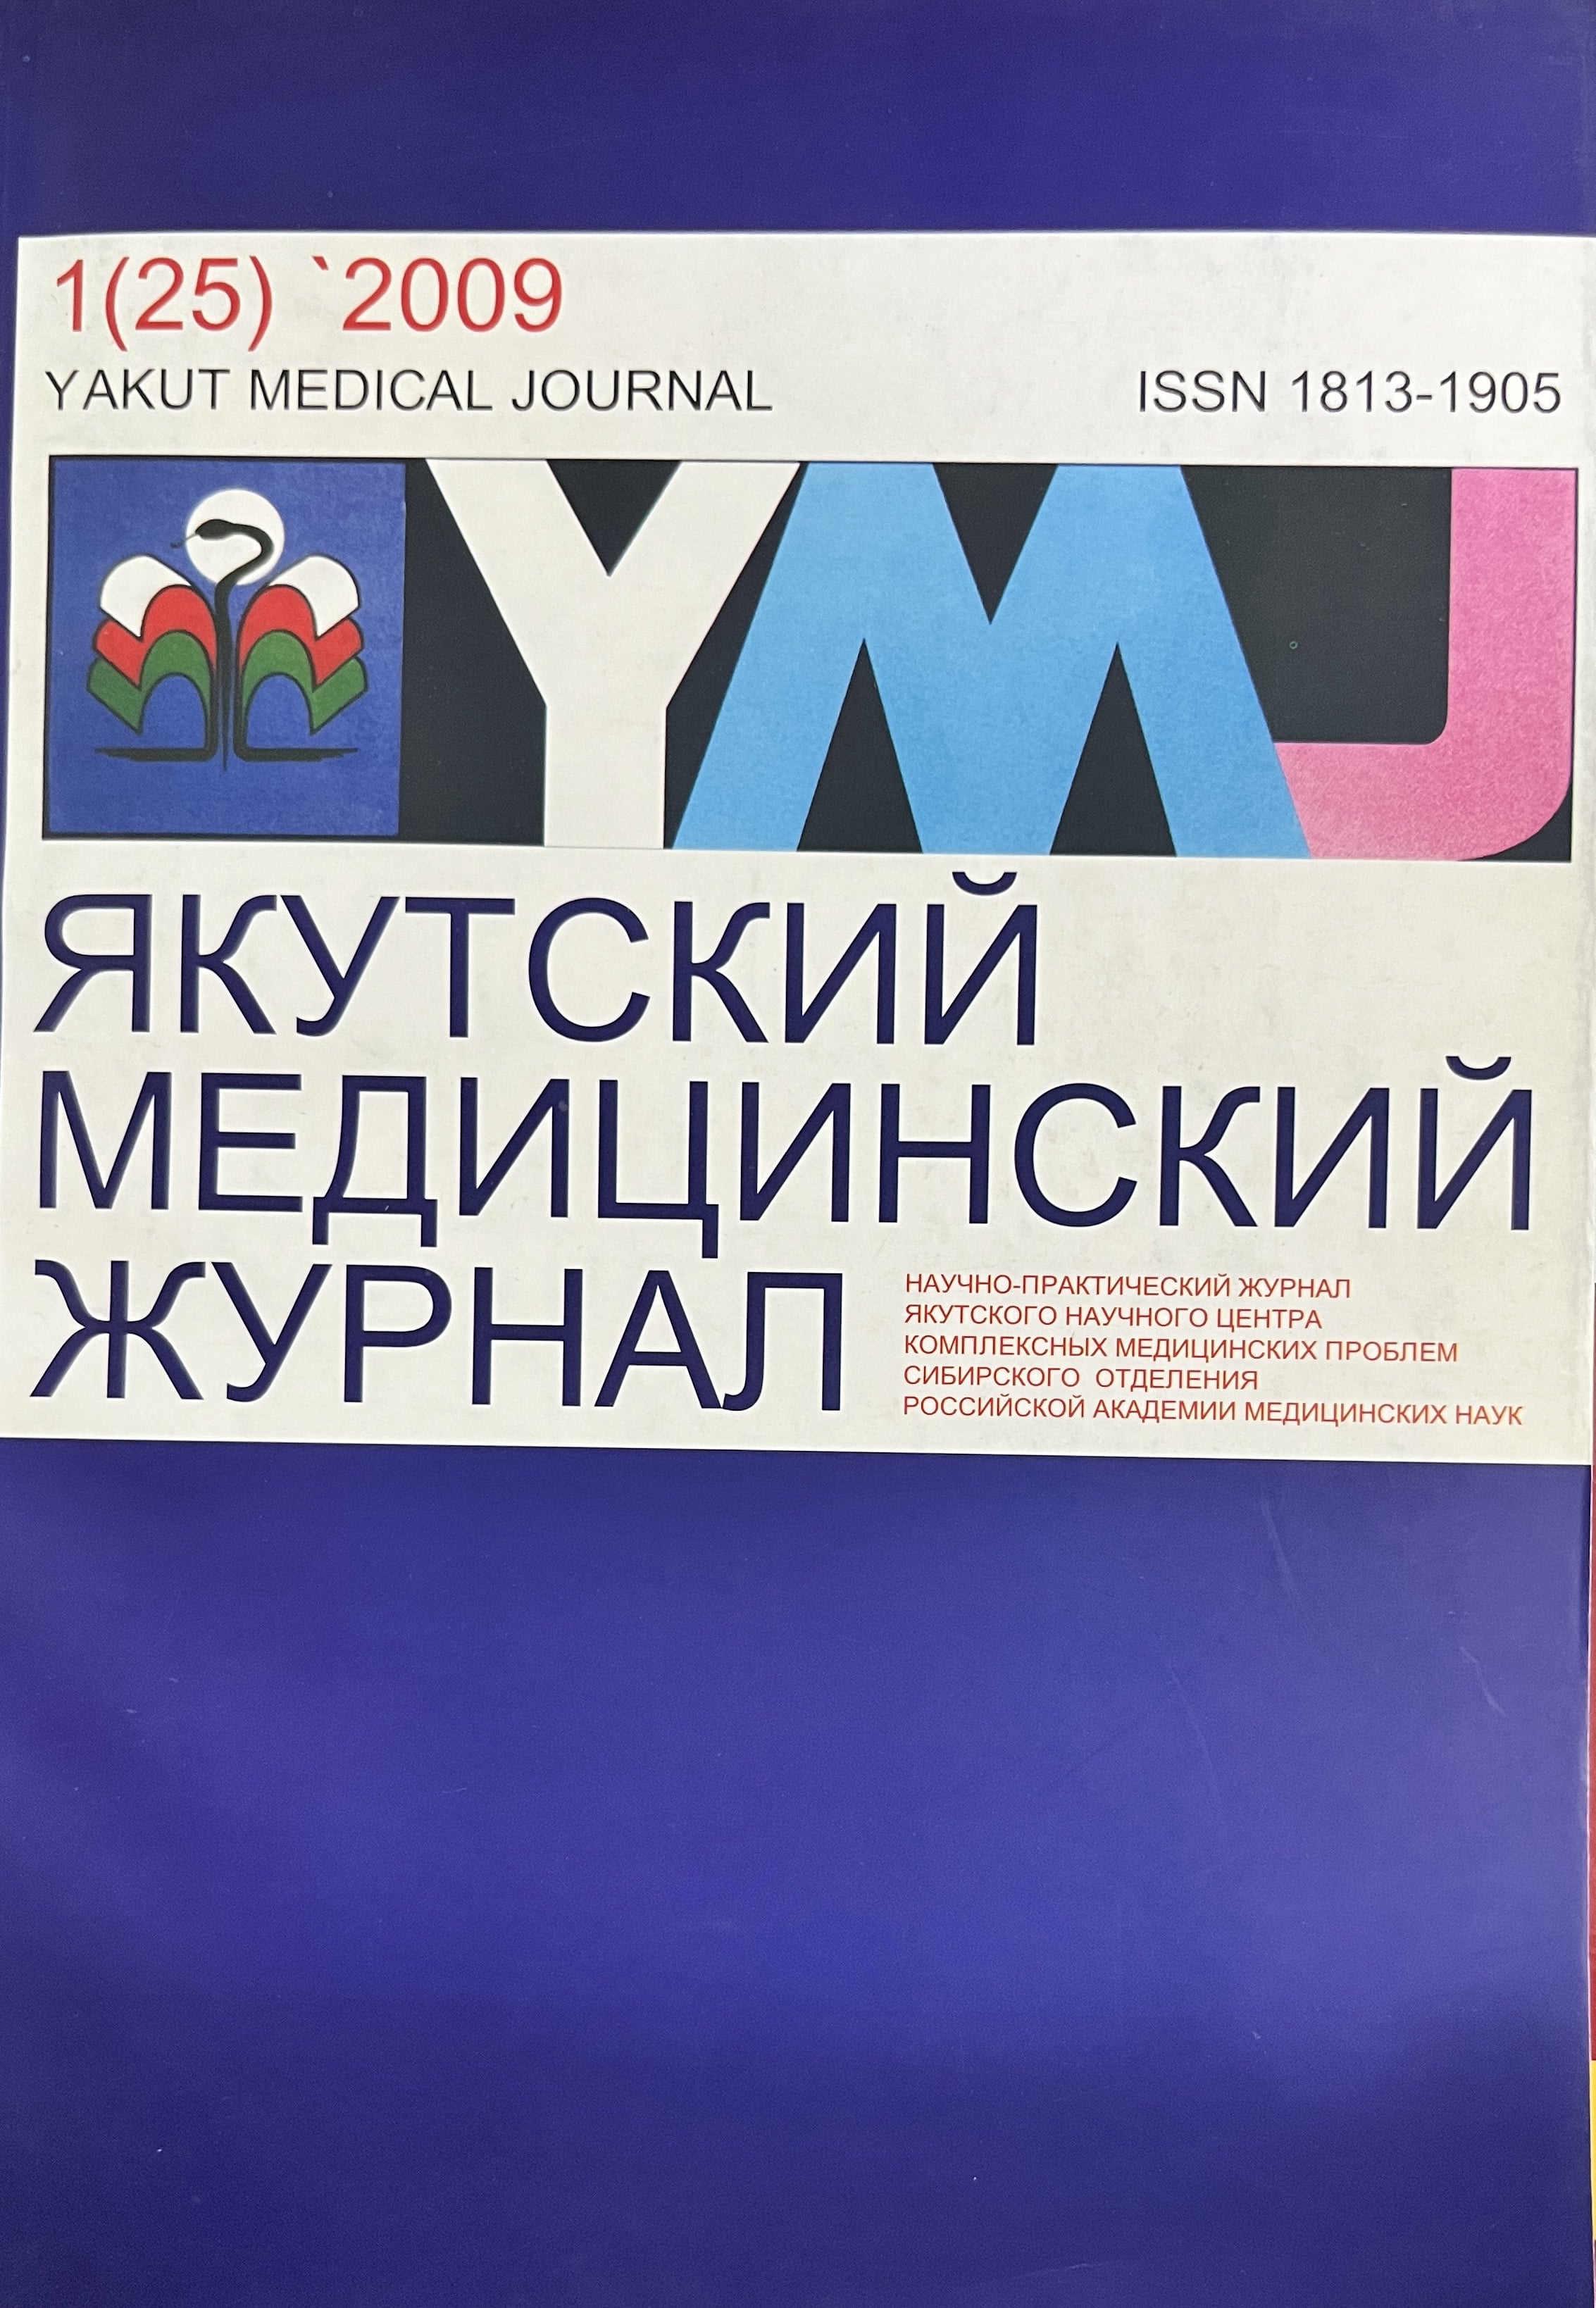 1(25) `2009
YAKUT MEDICAL JOURNAL
ISSN 1813-1905
YMJ
ЯКУТСКИЙ
МЕДИЦИНСКИЙ
ЖУРНАЛ
НАУЧНО-ПРАКТИЧЕСКИЙ ЖУРНАЛ
ЯКУТСКОГО НАУЧНОГО ЦЕНТРА
КОМПЛЕКСНЫХ МЕДИЦИНСКИХ ПРОБЛЕМ
СИБИРСКОГО ОТДЕЛЕНИЯ
РОССИЙСКОЙ АКАДЕМИИ МЕДИЦИНСКИХ НАУК